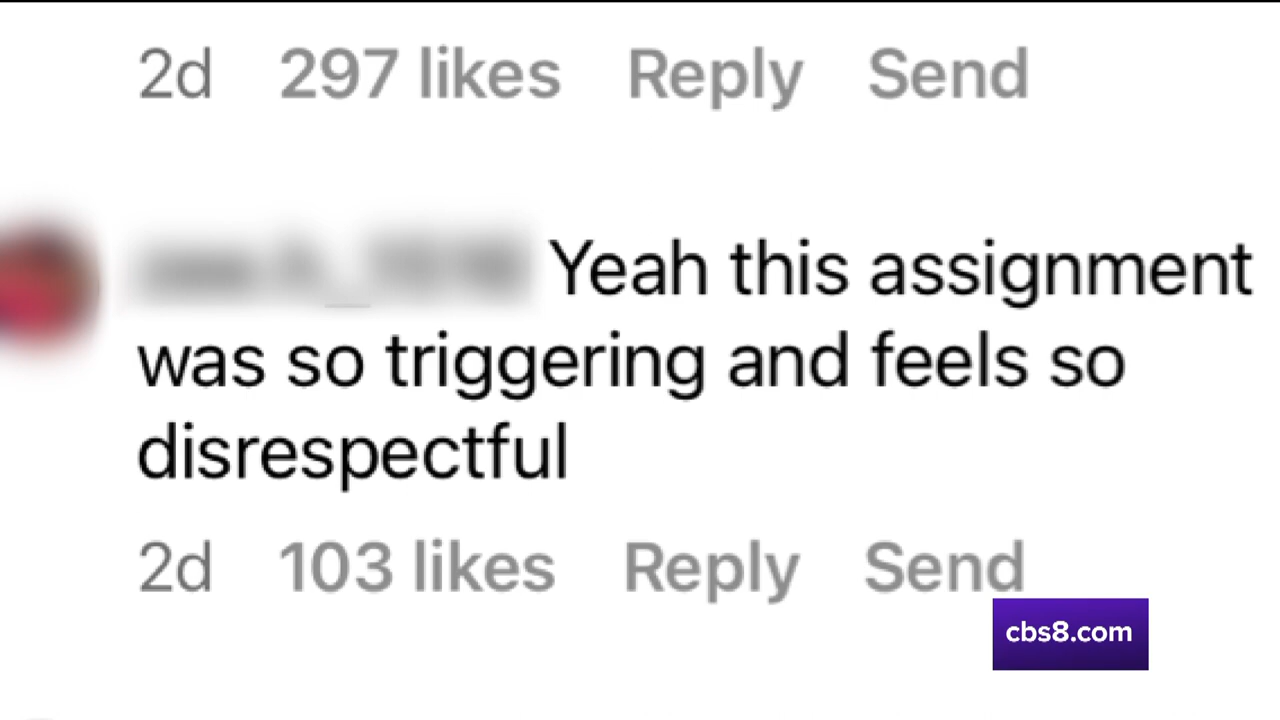 2d 297 likes Reply Send
Yeah this assignment
was so triggering and feels so
disrespectful
2d 103 likes Reply Send
cbs8.com